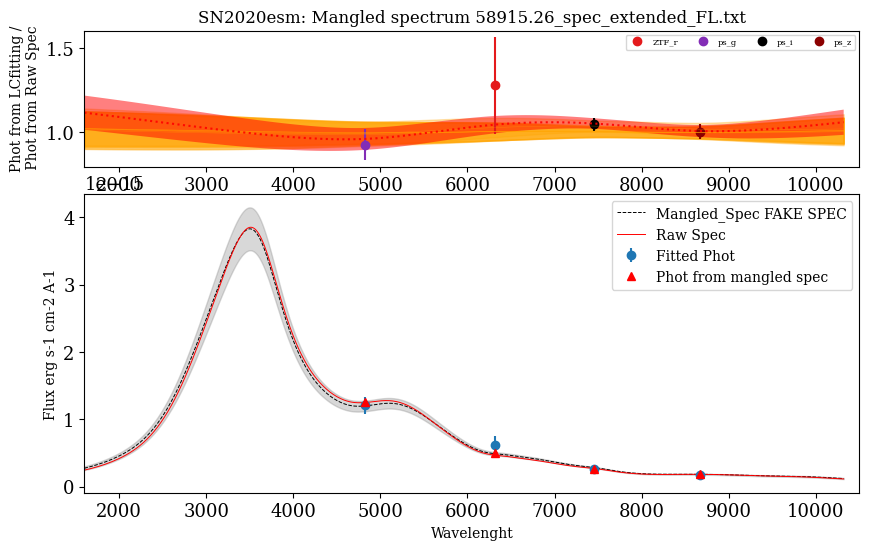 SN2020esm: Mangled spectrum 58915.26_spec_extended_FL.txt
Phot from LCfitting /
Phot from Raw Spec
1.5
1.0
ZTF_r ps_g ps_i ps_z
2000 3000 4000 5000 6000 7000 8000 9000 10000
1e−15
Flux erg s-1 cm-2 A-1
4
3
2
1
0
Mangled_Spec FAKE SPEC
Raw Spec
Fitted Phot
Phot from mangled spec
2000 3000 4000 5000 6000 7000 8000 9000 10000
Wavelenght